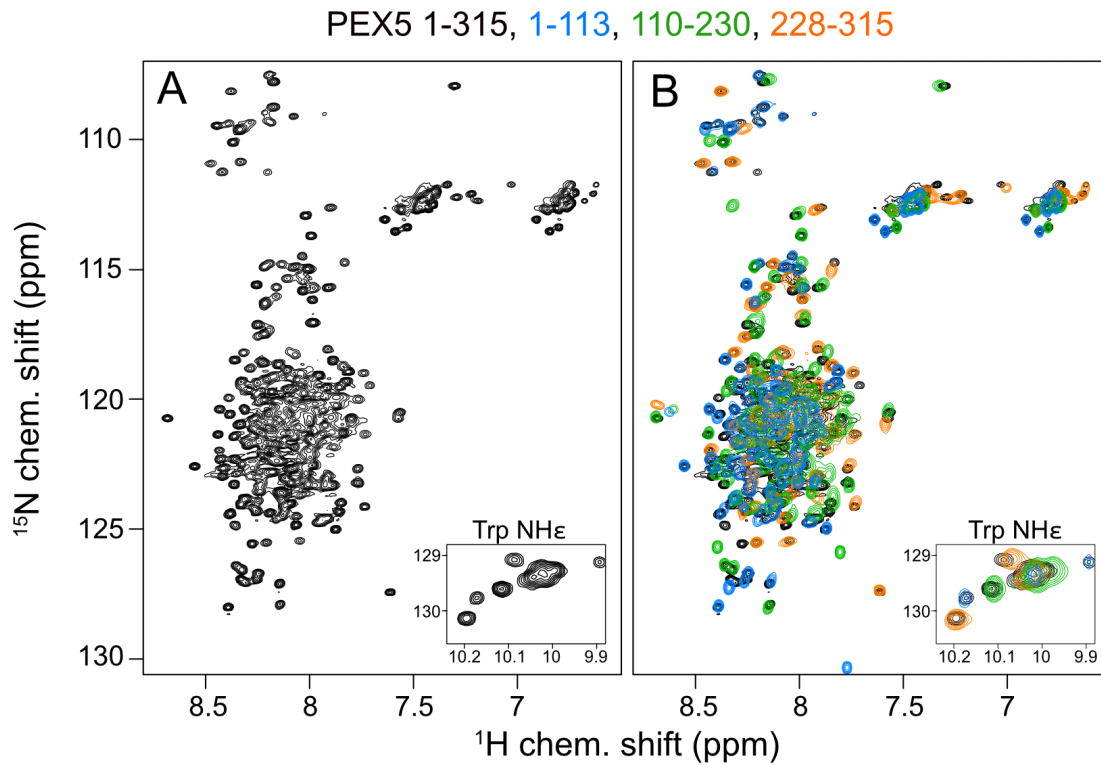 PEX5 1-315, 1-113, 110-230, 228-315
A
B
110
115
120
125
130
¹⁵N chem. shift (ppm)
Trp NHε
129
130
10.2 10.1 10 9.9
Trp NHε
129
130
10.2 10.1 10 9.9
8.5 8 7.5 7
8.5 8 7.5 7
¹H chem. shift (ppm)